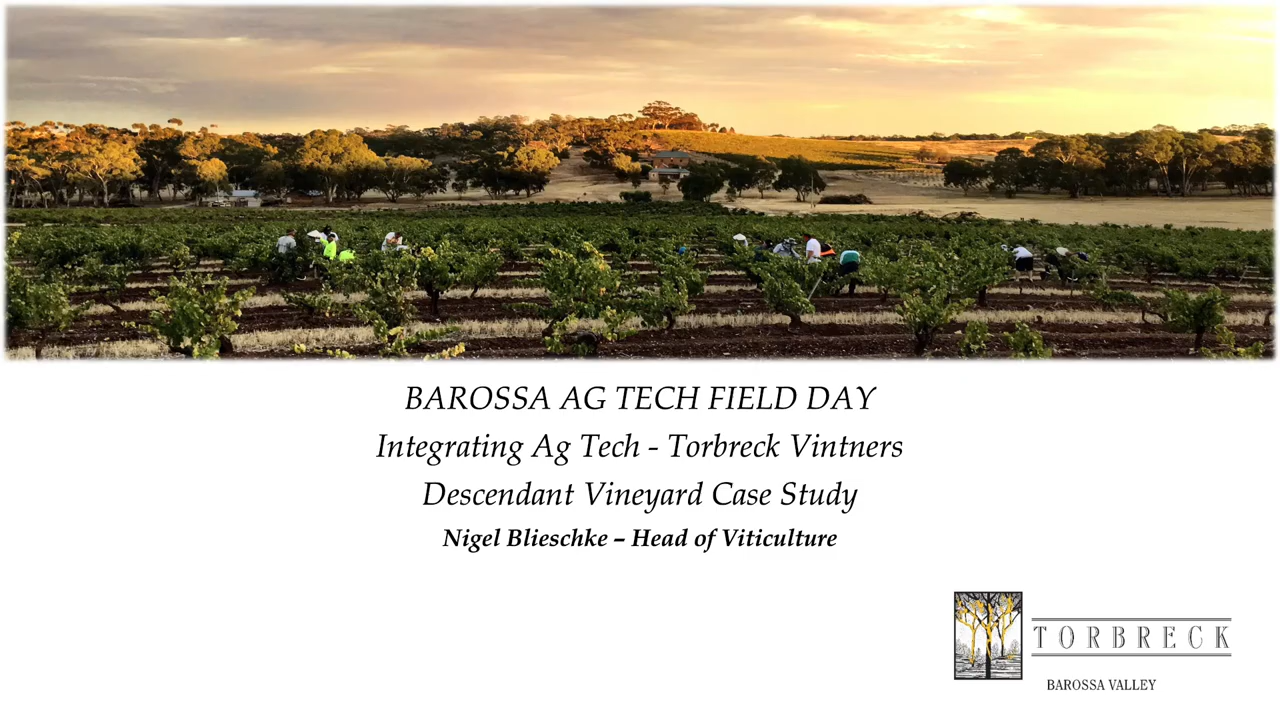 BAROSSA AG TECH FIELD DAY
Integrating Ag Tech - Torbreck Vintners
Descendant Vineyard Case Study
Nigel Blieschke – Head of Viticulture
TORBRECK
BAROSSA VALLEY